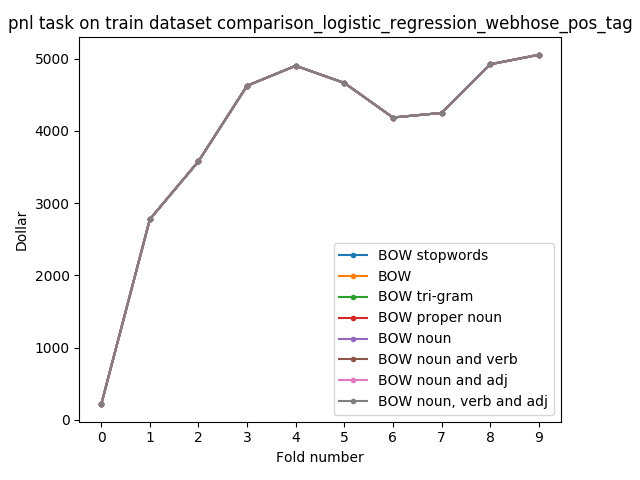 pnl task on train dataset comparison_logistic_regression_webhose_pos_tag
5000
4000
3000
2000
1000
0
Dollar
BOW stopwords
BOW
BOW tri-gram
BOW proper noun
BOW noun
BOW noun and verb
BOW noun and adj
BOW noun, verb and adj
0 1 2 3 4 5 6 7 8 9
Fold number